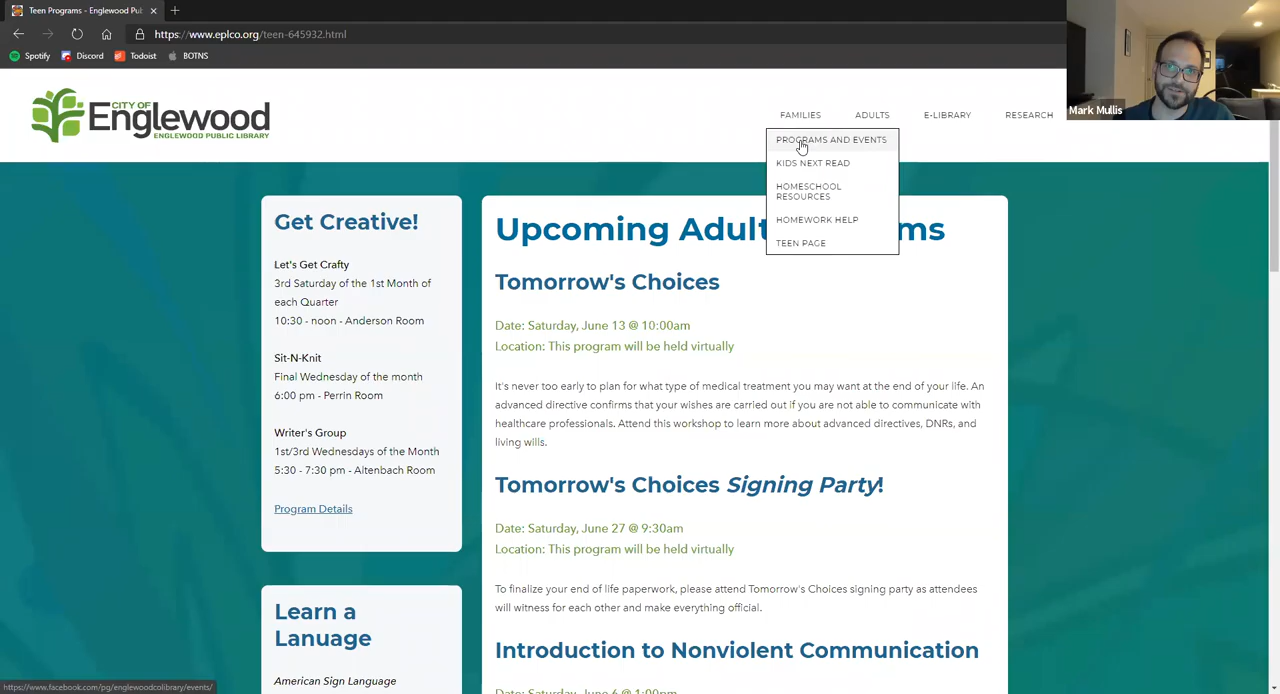 Teen Programs - Englewood Pub
https://www.eplco.org/teen-645932.html
Spotify
Discord
Todoist
BOTNS
Mark Mullis
CITY OF
Englewood
ENGLEWOOD PUBLIC LIBRARY
FAMILIES
ADULTS
E-LIBRARY
RESEARCH
PROGRAMS AND EVENTS
KIDS NEXT READ
HOMESCHOOL
RESOURCES
HOMEWORK HELP
TEEN PAGE
Get Creative!
Let's Get Crafty
3rd Saturday of the 1st Month of
each Quarter
10:30 - noon - Anderson Room
Sit-N-Knit
Final Wednesday of the month
6:00 pm - Perrin Room
Writer's Group
1st/3rd Wednesdays of the Month
5:30 - 7:30 pm - Altenbach Room
Program Details
Learn a
Lanuage
American Sign Language
Upcoming Adul ms
Tomorrow's Choices
Date: Saturday, June 13 @ 10:00am
Location: This program will be held virtually
It's never too early to plan for what type of medical treatment you may want at the end of your life. An
advanced directive confirms that your wishes are carried out if you are not able to communicate with
healthcare professionals. Attend this workshop to learn more about advanced directives, DNRs, and
living wills.
Tomorrow's Choices Signing Party!
Date: Saturday, June 27 @ 9:30am
Location: This program will be held virtually
To finalize your end of life paperwork, please attend Tomorrow's Choices signing party as attendees
will witness for each other and make everything official.
Introduction to Nonviolent Communication
Date: Saturday, June 6 @ 1:00pm
https://www.facebook.com/pg/englewoodcolibrary/events/